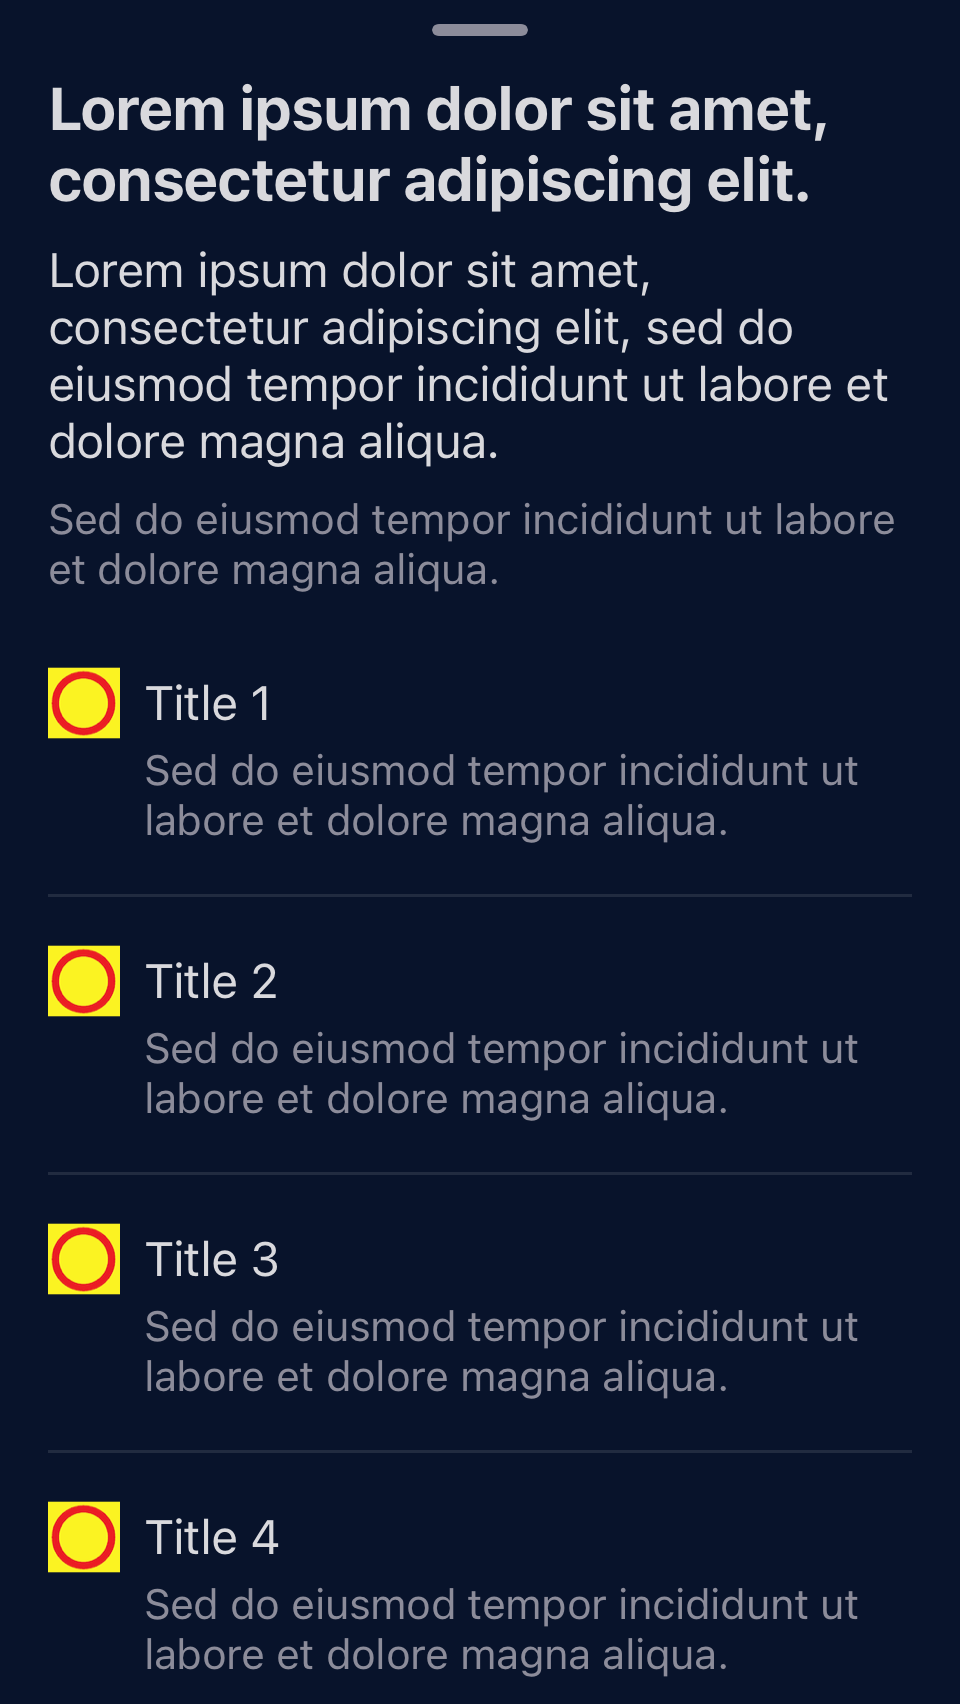 Lorem ipsum dolor sit amet,
consectetur adipiscing elit.
Lorem ipsum dolor sit amet,
consectetur adipiscing elit, sed do
eiusmod tempor incididunt ut labore et
dolore magna aliqua.
Sed do eiusmod tempor incididunt ut labore
et dolore magna aliqua.
Title 1
Sed do eiusmod tempor incididunt ut
labore et dolore magna aliqua.
Title 2
Sed do eiusmod tempor incididunt ut
labore et dolore magna aliqua.
Title 3
Sed do eiusmod tempor incididunt ut
labore et dolore magna aliqua.
Title 4
Sed do eiusmod tempor incididunt ut
labore et dolore magna aliqua.